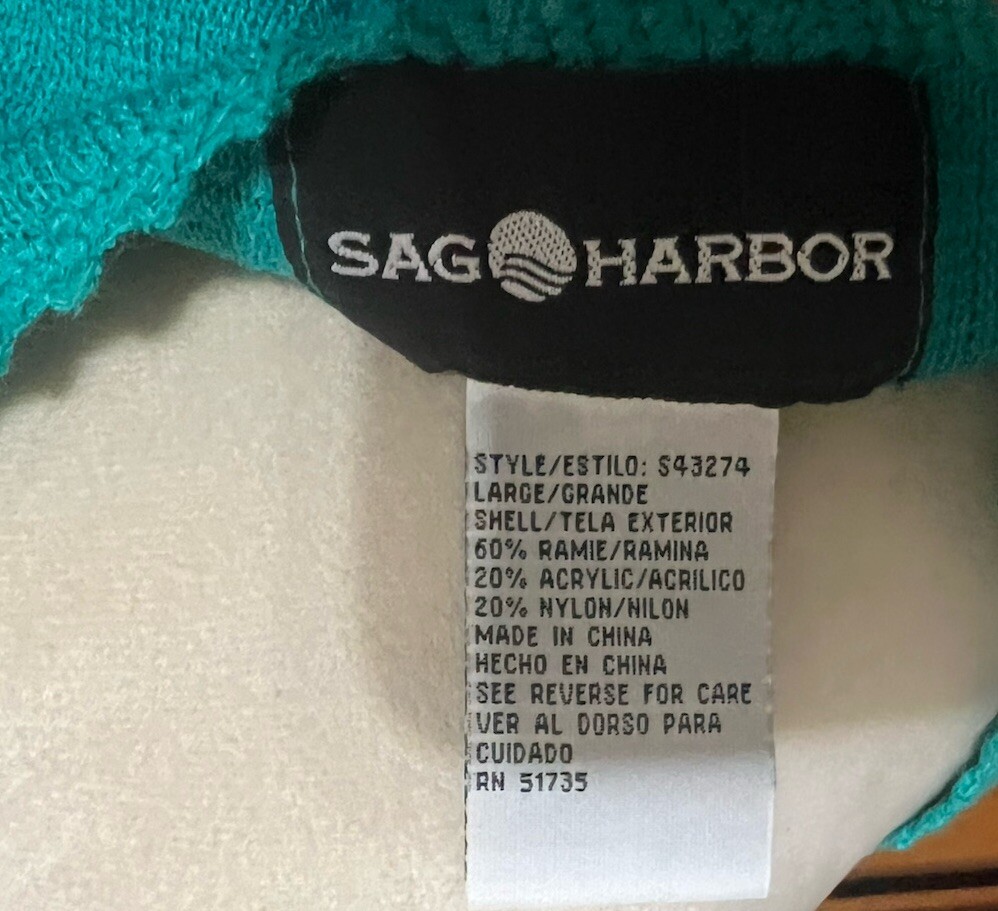 SAG HARBOR
STYLE/ESTILO: S43274
LARGE/GRANDE
SHELL/TELA EXTERIOR
60% RAMIE/RAMINA
20% ACRYLIC/ACRILICO
20% NYLON/NILON
MADE IN CHINA
HECHO EN CHINA
SEE REVERSE FOR CARE
VER AL DORSO PARA
CUIDADO
RN 51735